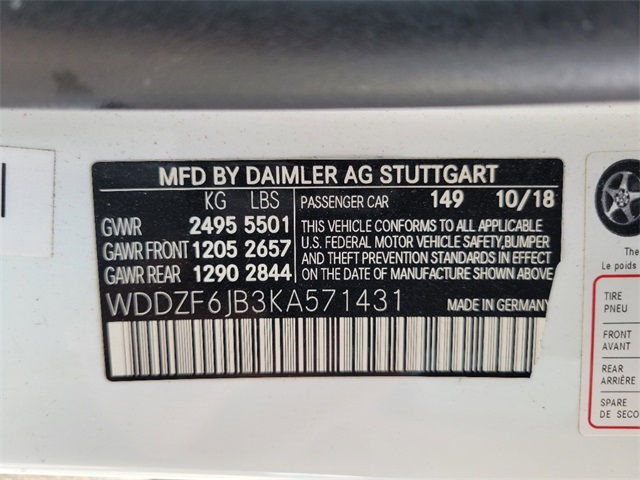 MFD BY DAIMLER AG STUTTGART
KG LBS PASSENGER CAR 149 10/18
GVWR 2495 5501
GAWR FRONT 1205 2657
GAWR REAR 1290 2844
THIS VEHICLE CONFORMS TO ALL APPLICABLE
U.S. FEDERAL MOTOR VEHICLE SAFETY,BUMPER
AND THEFT PREVENTION STANDARDS IN EFFECT
ON THE DATE OF MANUFACTURE SHOWN ABOVE.
WDDZF6JB3KA571431 MADE IN GERMANY
The
Le poids
TIRE
PNEU
FRONT
AVANT
REAR
ARRIÈRE
SPARE
DE SECO